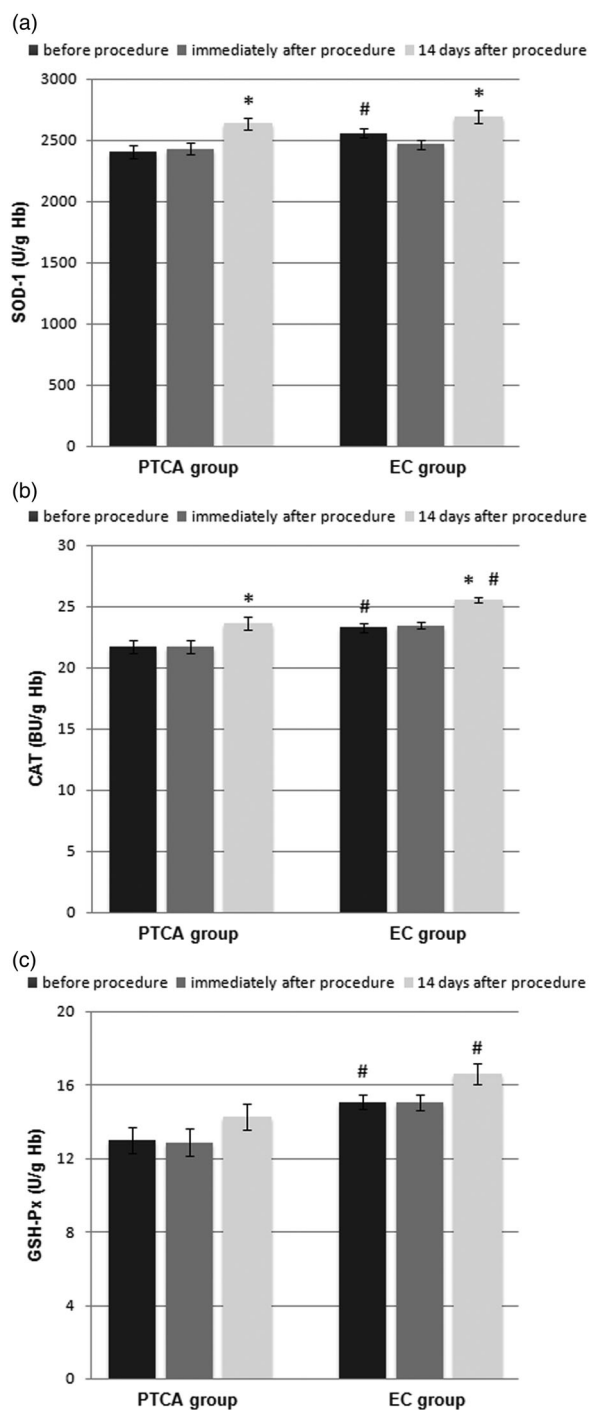 (a)
before procedure immediately after procedure 14 days after procedure
3000
2500
2000
1500
1000
500
0
SOD-1 (U/g Hb)
*
#
*
PTCA group EC group
(b)
before procedure immediately after procedure 14 days after procedure
30
25
20
15
10
5
0
CAT (BU/g Hb)
*
#
* #
PTCA group EC group
(c)
before procedure immediately after procedure 14 days after procedure
20
16
12
8
4
0
GSH-Px (U/g Hb)
#
#
PTCA group EC group